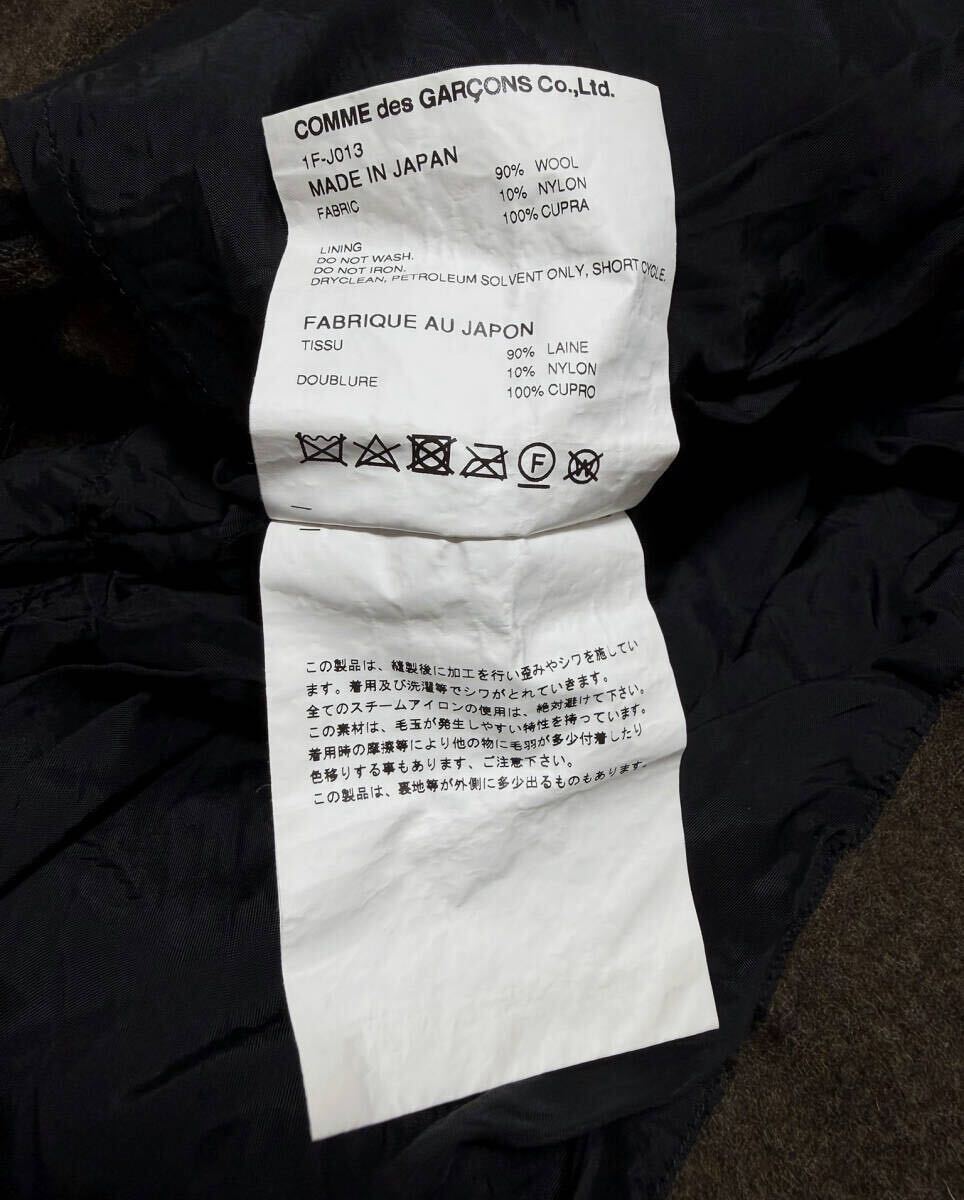 COMME des GARÇONS Co.,Ltd.
1F-J013
MADE IN JAPAN
FABRIC 90% WOOL
10% NYLON
100% CUPRA
LINING
DO NOT WASH.
DO NOT IRON.
DRYCLEAN, PETROLEUM SOLVENT ONLY, SHORT CYCLE.
FABRIQUE AU JAPON
TISSU 90% LAINE
10% NYLON
DOUBLURE 100% CUPRO
F W
この製品は、縫製後に加工を行い歪みやシワを施してい
ます。着用及び洗濯等でシワがとれていきます。
全てのスチームアイロンの使用は、絶対避けて下さい。
この素材は、毛玉が発生しやすい特性を持っています。
着用時の摩擦等により他の物に毛羽が多少付着したり
色移りする事もあります、ご注意下さい。
この製品は、裏地等が外側に多少出るものもあります。